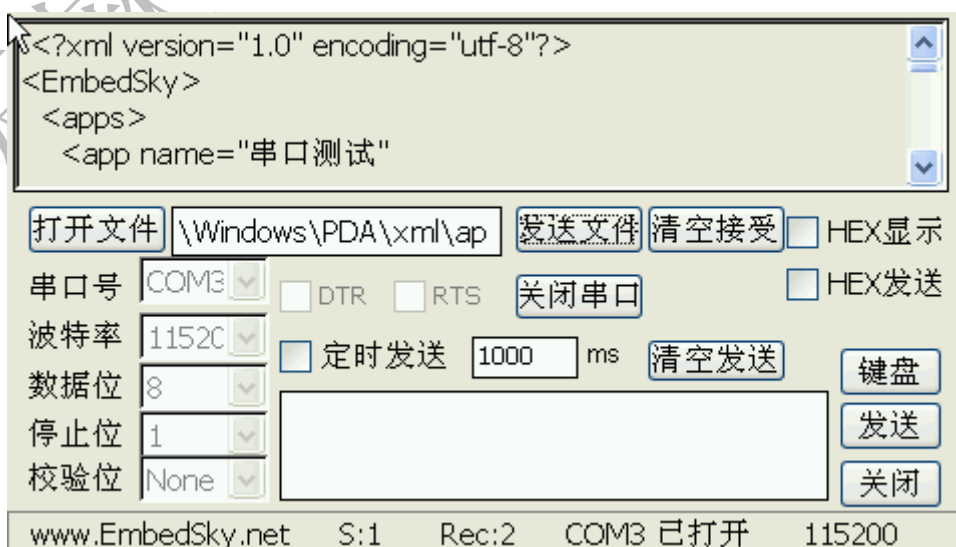 <?xml version="1.0" encoding="utf-8"?>
<EmbedSky>
<apps>
<app name="串口测试"
打开文件 \Windows\PDA\xml\ap 发送文件 清空接受 HEX显示
串口号 COM3 DTR RTS 关闭串口 HEX发送
波特率 11520 定时发送 1000 ms 清空发送
数据位 8 键盘
停止位 1 发送
校验位 None 关闭
www.EmbedSky.net S:1 Rec:2 COM3 已打开 115200